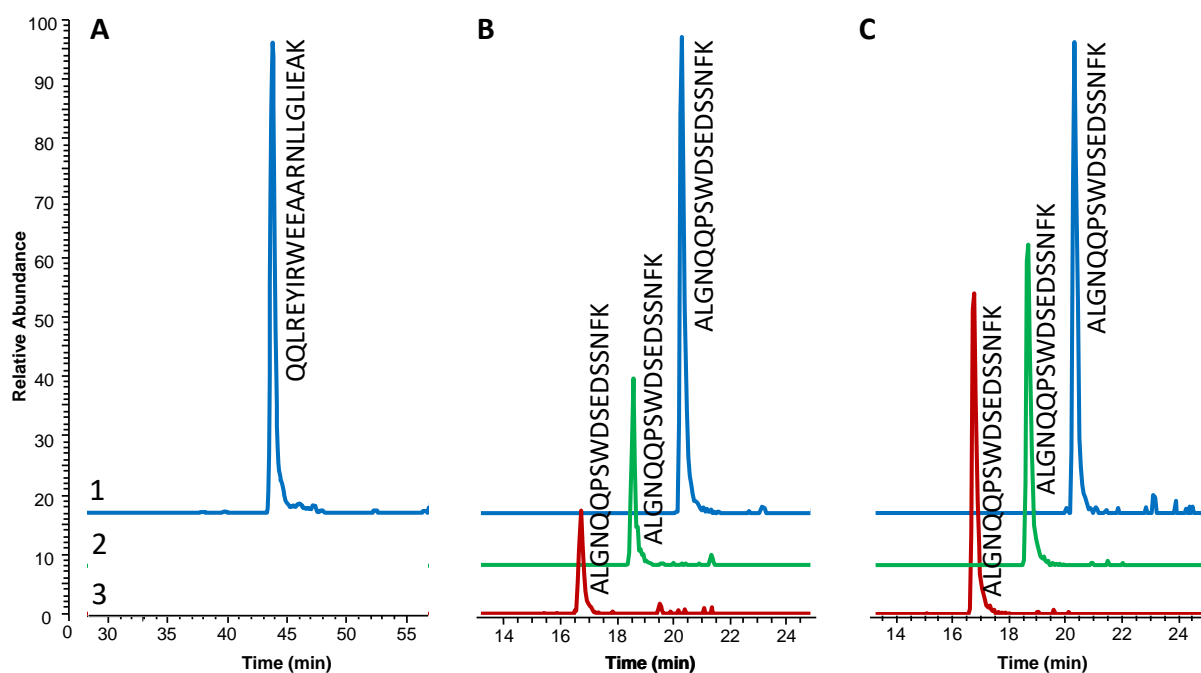 A
B
C
Relative Abundance
100
90
80
70
60
50
40
30
20
10
0
1
2
3
QQLREYIRWEEAARNLLGLIEAK
ALGNQQPSWDSEDSSNFK
ALGNQQPSWDSEDSSNFK
ALGNQQPSWDSEDSSNFK
ALGNQQPSWDSEDSSNFK
ALGNQQPSWDSEDSSNFK
ALGNQQPSWDSEDSSNFK
0 30 35 40 45 50 55
14 16 18 20 22 24
14 16 18 20 22 24
Time (min)
Time (min)
Time (min)